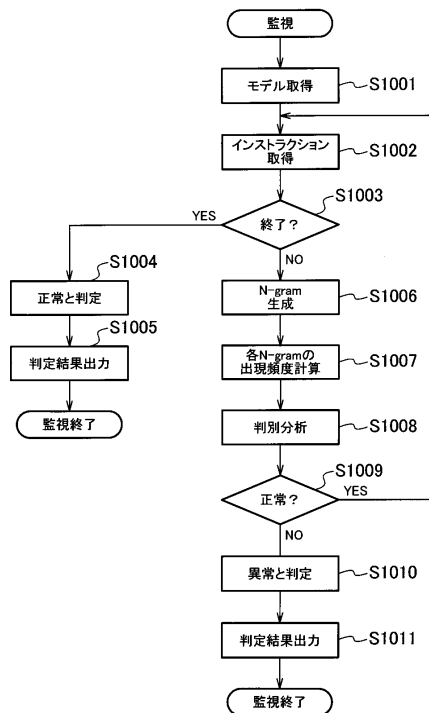 監視
モデル取得
S1001
インストラクション
取得
S1002
終了?
S1003
YES
NO
S1004
正常と判定
S1005
判定結果出力
監視終了
N-gram
生成
S1006
各N-gramの
出現頻度計算
S1007
判別分析
S1008
正常?
S1009
YES
NO
異常と判定
S1010
判定結果出力
S1011
監視終了